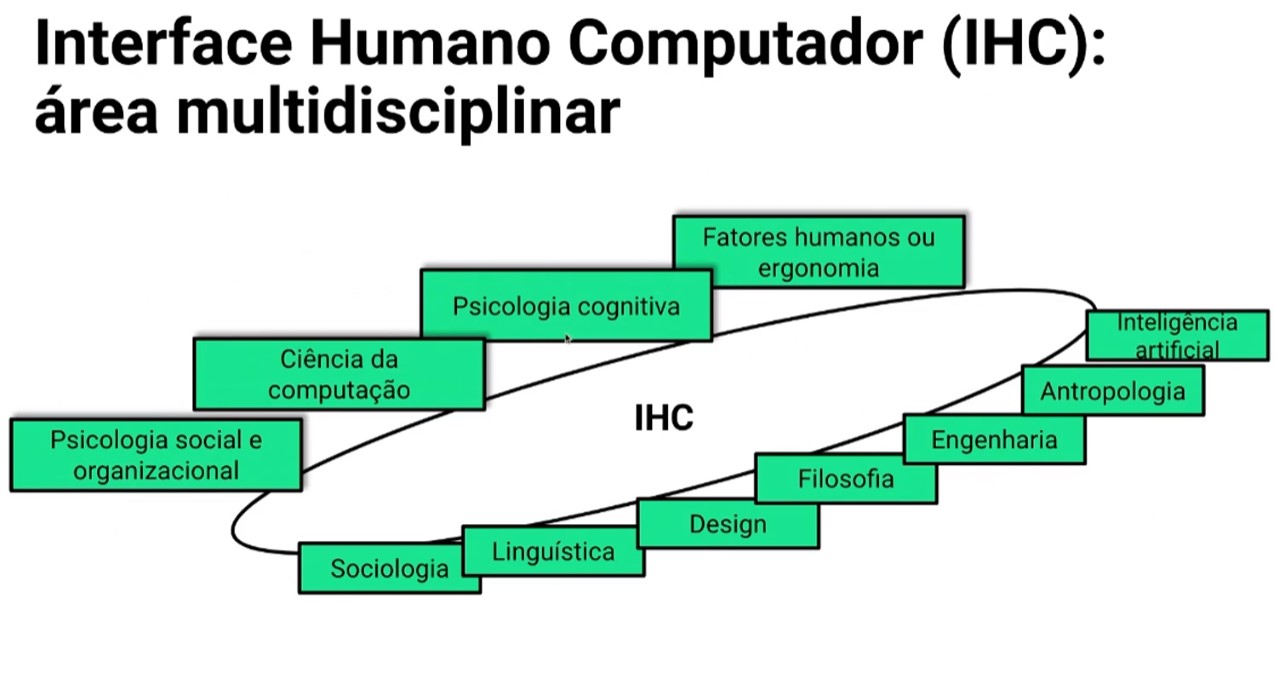 Interface Humano Computador (IHC):
área multidisciplinar
Fatores humanos ou
ergonomia
Psicologia cognitiva
Ciência da
computação
Psicologia social e
organizacional
IHC
Inteligência
artificial
Antropologia
Engenharia
Filosofia
Design
Linguística
Sociologia